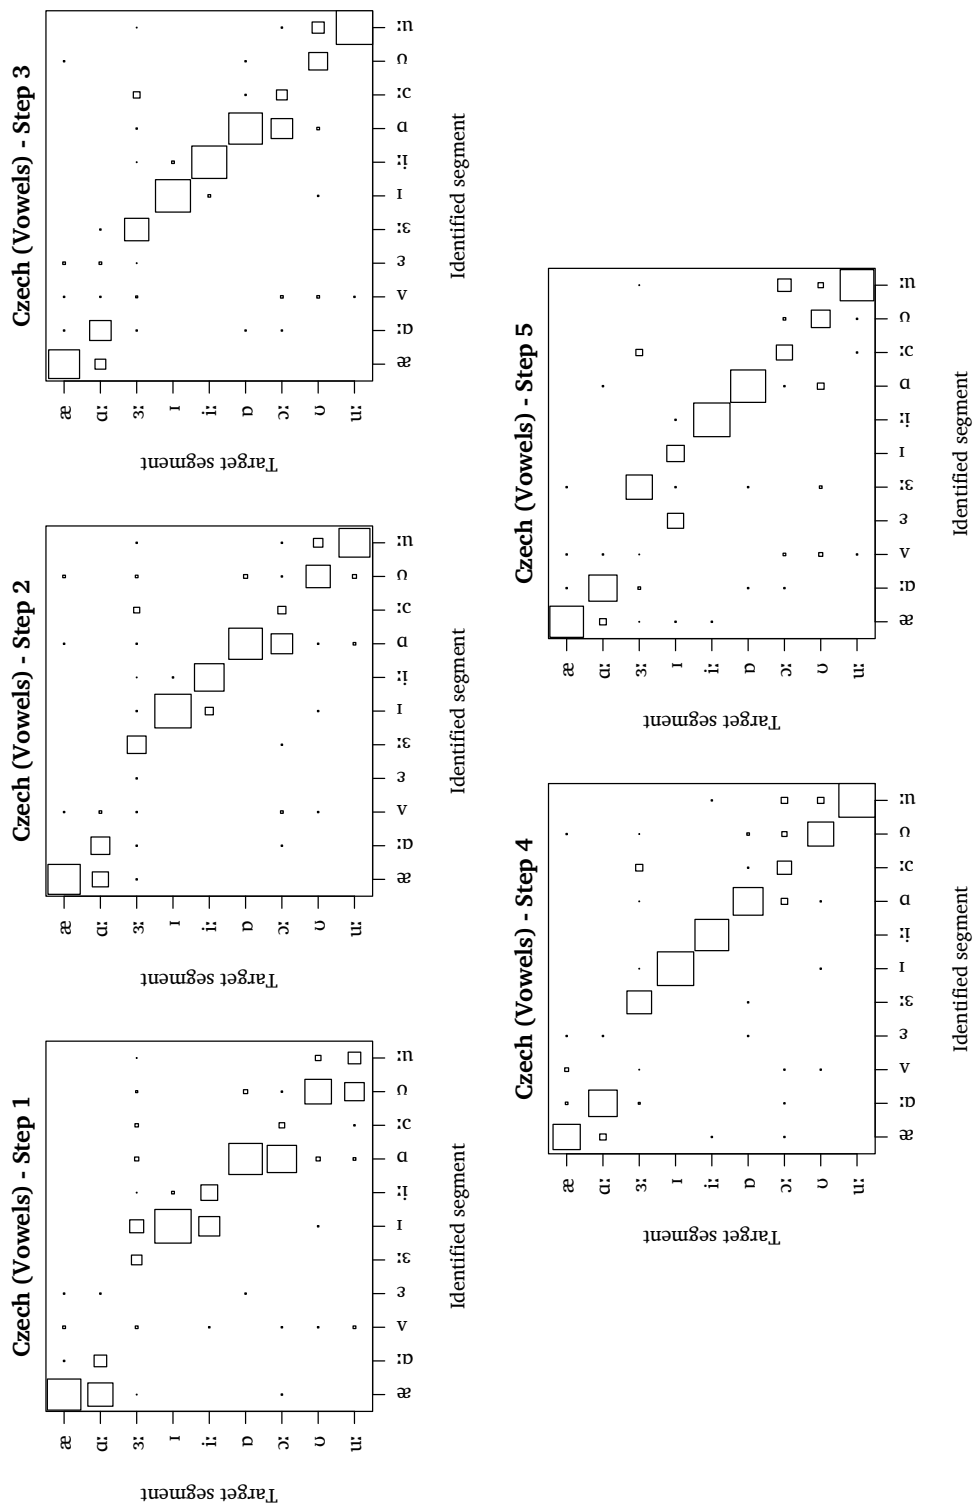 Czech (Vowels) - Step 1
Target segment
æ
ɑː
ɜː
ɪ
iː
ɒ
ɔː
ʊ
uː
æ ɑː ʌ ɛ ɜː ɪ iː ɒ ɔː ʊ uː
Identified segment
Czech (Vowels) - Step 2
Target segment
æ
ɑː
ɜː
ɪ
iː
ɒ
ɔː
ʊ
uː
æ ɑː ʌ ɛ ɜː ɪ iː ɒ ɔː ʊ uː
Identified segment
Czech (Vowels) - Step 3
Target segment
æ
ɑː
ɜː
ɪ
iː
ɒ
ɔː
ʊ
uː
æ ɑː ʌ ɛ ɜː ɪ iː ɒ ɔː ʊ uː
Identified segment
Czech (Vowels) - Step 4
Target segment
æ
ɑː
ɜː
ɪ
iː
ɒ
ɔː
ʊ
uː
æ ɑː ʌ ɛ ɜː ɪ iː ɒ ɔː ʊ uː
Identified segment
Czech (Vowels) - Step 5
Target segment
æ
ɑː
ɜː
ɪ
iː
ɒ
ɔː
ʊ
uː
æ ɑː ʌ ɛ ɜː ɪ iː ɒ ɔː ʊ uː
Identified segment